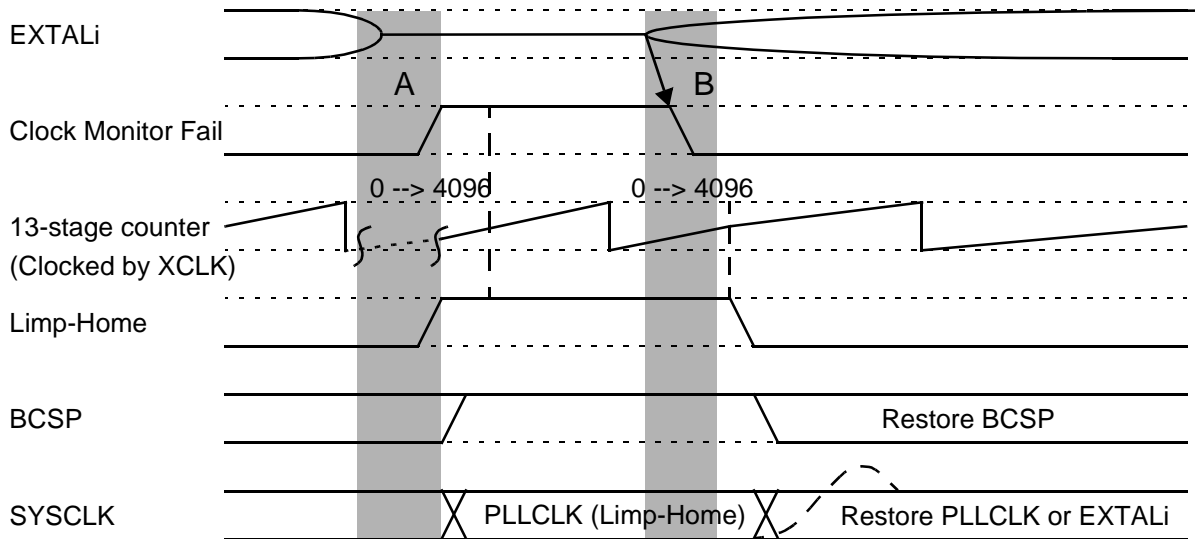 EXTALi
A
B
Clock Monitor Fail
0 --> 4096
0 --> 4096
13-stage counter
(Clocked by XCLK)
Limp-Home
BCSP
Restore BCSP
SYSCLK
PLLCLK (Limp-Home)
Restore PLLCLK or EXTALi